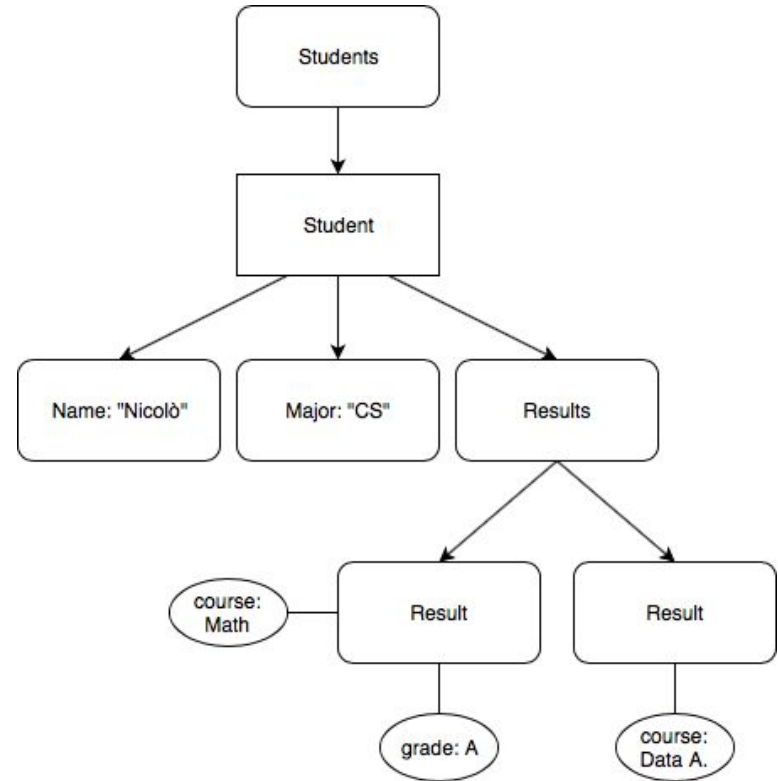 Students
Student
Name: "Nicolò"
Major: "CS"
Results
course:
Math
Result
Result
grade: A
course:
Data A.